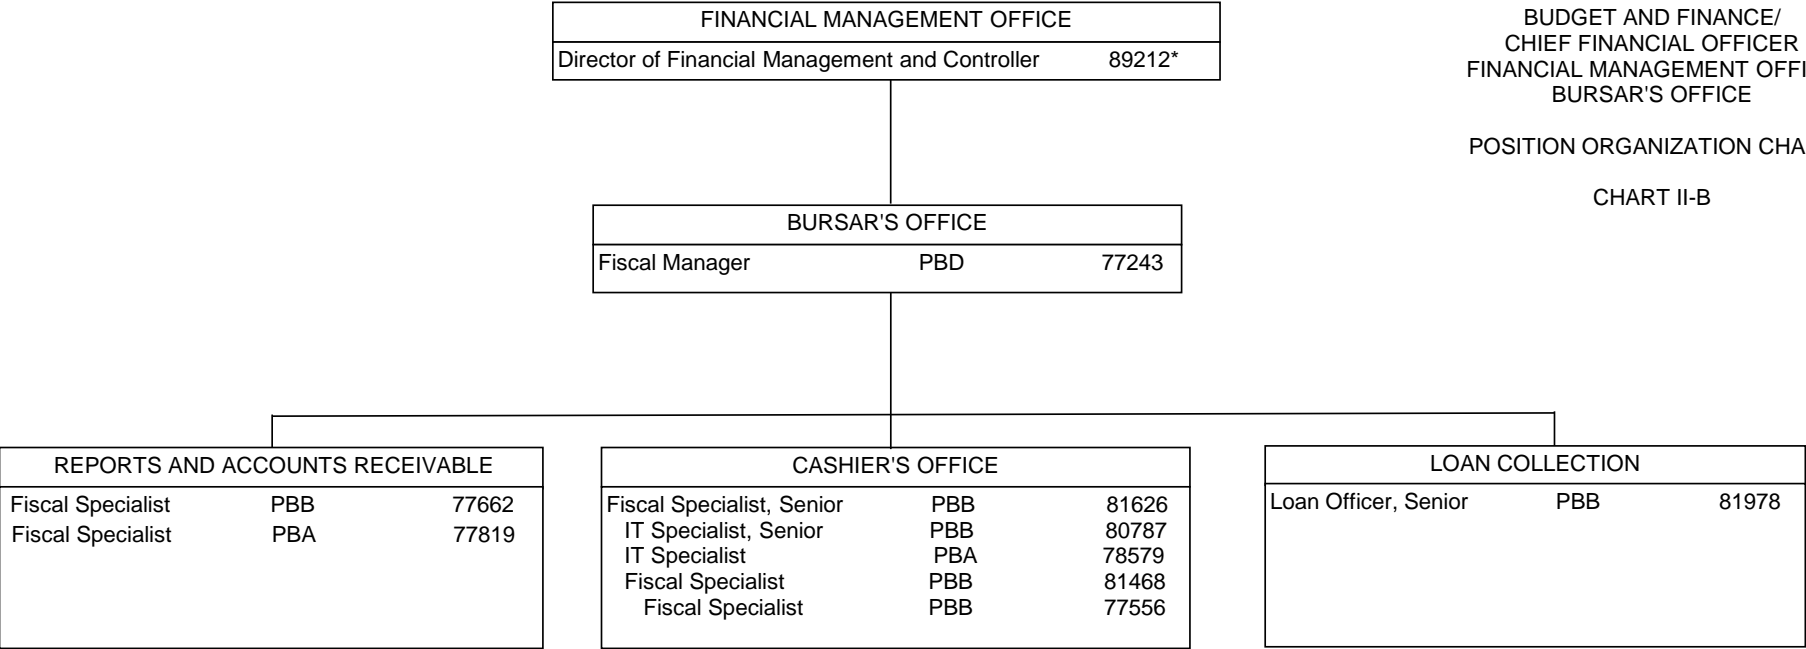 FINANCIAL MANAGEMENT OFFICE
Director of Financial Management and Controller 89212*
BUDGET AND FINANCE/
CHIEF FINANCIAL OFFICER
FINANCIAL MANAGEMENT OFFI
BURSAR'S OFFICE
POSITION ORGANIZATION CHA
CHART II-B
BURSAR'S OFFICE
Fiscal Manager PBD 77243
REPORTS AND ACCOUNTS RECEIVABLE
Fiscal Specialist PBB 77662
Fiscal Specialist PBA 77819
CASHIER'S OFFICE
Fiscal Specialist, Senior PBB 81626
IT Specialist, Senior PBB 80787
IT Specialist PBA 78579
Fiscal Specialist PBB 81468
Fiscal Specialist PBB 77556
LOAN COLLECTION
Loan Officer, Senior PBB 81978